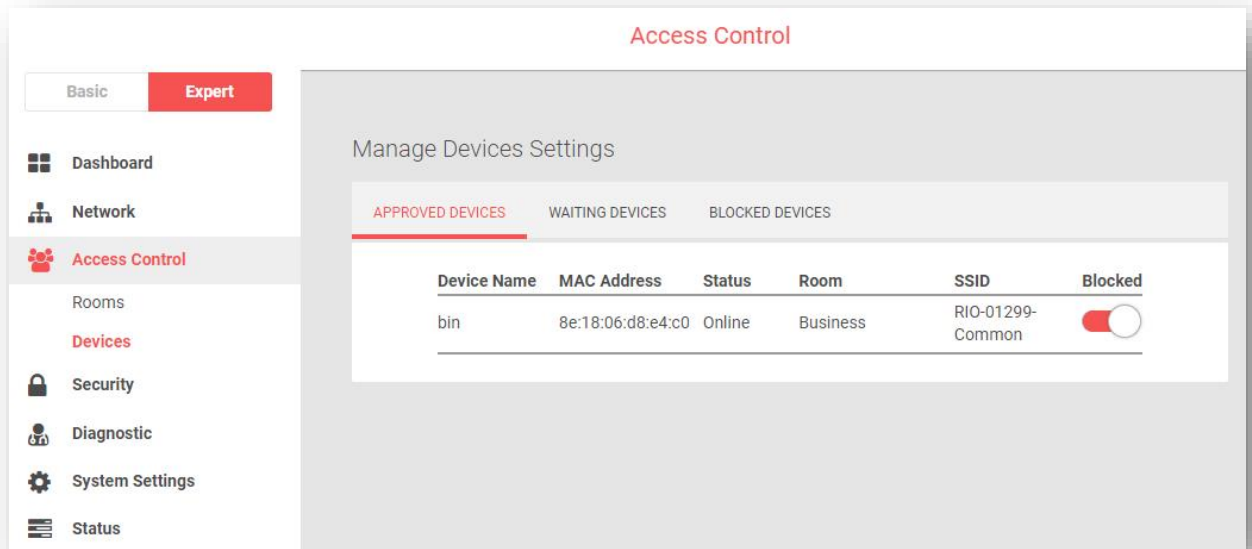 Access Control
Basic Expert
Dashboard
Network
Access Control
Rooms
Devices
Security
Diagnostic
System Settings
Status
Manage Devices Settings
APPROVED DEVICES WAITING DEVICES BLOCKED DEVICES
Device Name MAC Address Status Room SSID Blocked
bin 8e:18:06:d8:e4:c0 Online Business RIO-01299-
Common